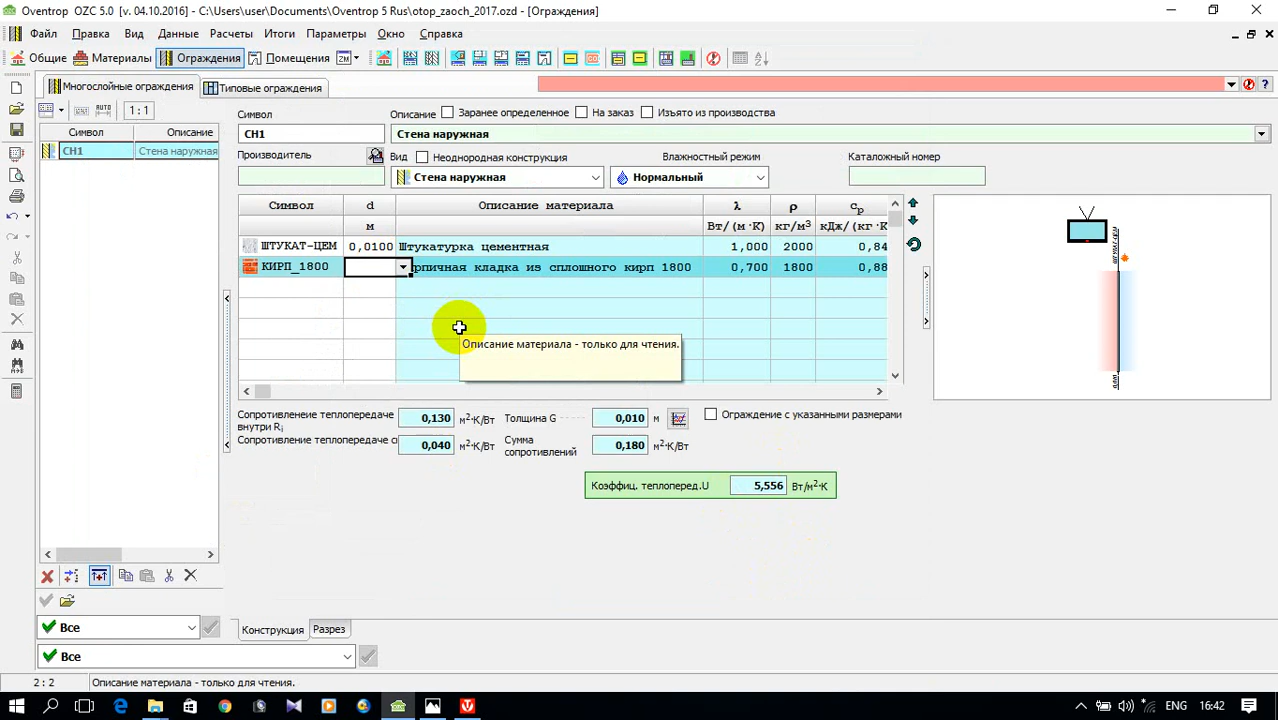 Oventrop OZC 5.0 [v. 04.10.2016] - C:\Users\user\Documents\Oventrop 5 Rus\otop_zaoch_2017.ozd - [Ограждения]
Файл Правка Вид Данные Расчеты Итоги Параметры Окно Справка
Общие Материалы Ограждения Помещения
Многослойные ограждения Типовые ограждения
АUTO 1:1
Символ Описание
СН1 Стена наружная
Символ Описание Заранее определенное На заказ Изъято из производства
СН1 Стена наружная
Производитель Вид Неоднородная конструкция Влажностный режим Каталожный номер
Стена наружная Нормальный
Символ d Описание материала λ ρ cp
м Вт/(м·К) кг/м³ кДж/(кг·К
ШТУКАТ-ЦЕМ 0,0100 Штукатурка цементная 1,000 2000 0,84
КИРП_1800 рпичная кладка из сплошного кирп 1800 0,700 1800 0,88
Описание материала - только для чтения.
Сопротивленеие теплопередаче внутри Ri 0,130 м²·К/Вт Толщина G 0,010 м Ограждение с указанными размерами
Сопротивление теплопередаче с 0,040 м²·К/Вт Сумма сопротивлений 0,180 м²·К/Вт
Коэффиц. теплоперед.U 5,556 Вт/м²·К
Все
Конструкция Разрез
Все
2 : 2 Описание материала - только для чтения.
ENG 16:42